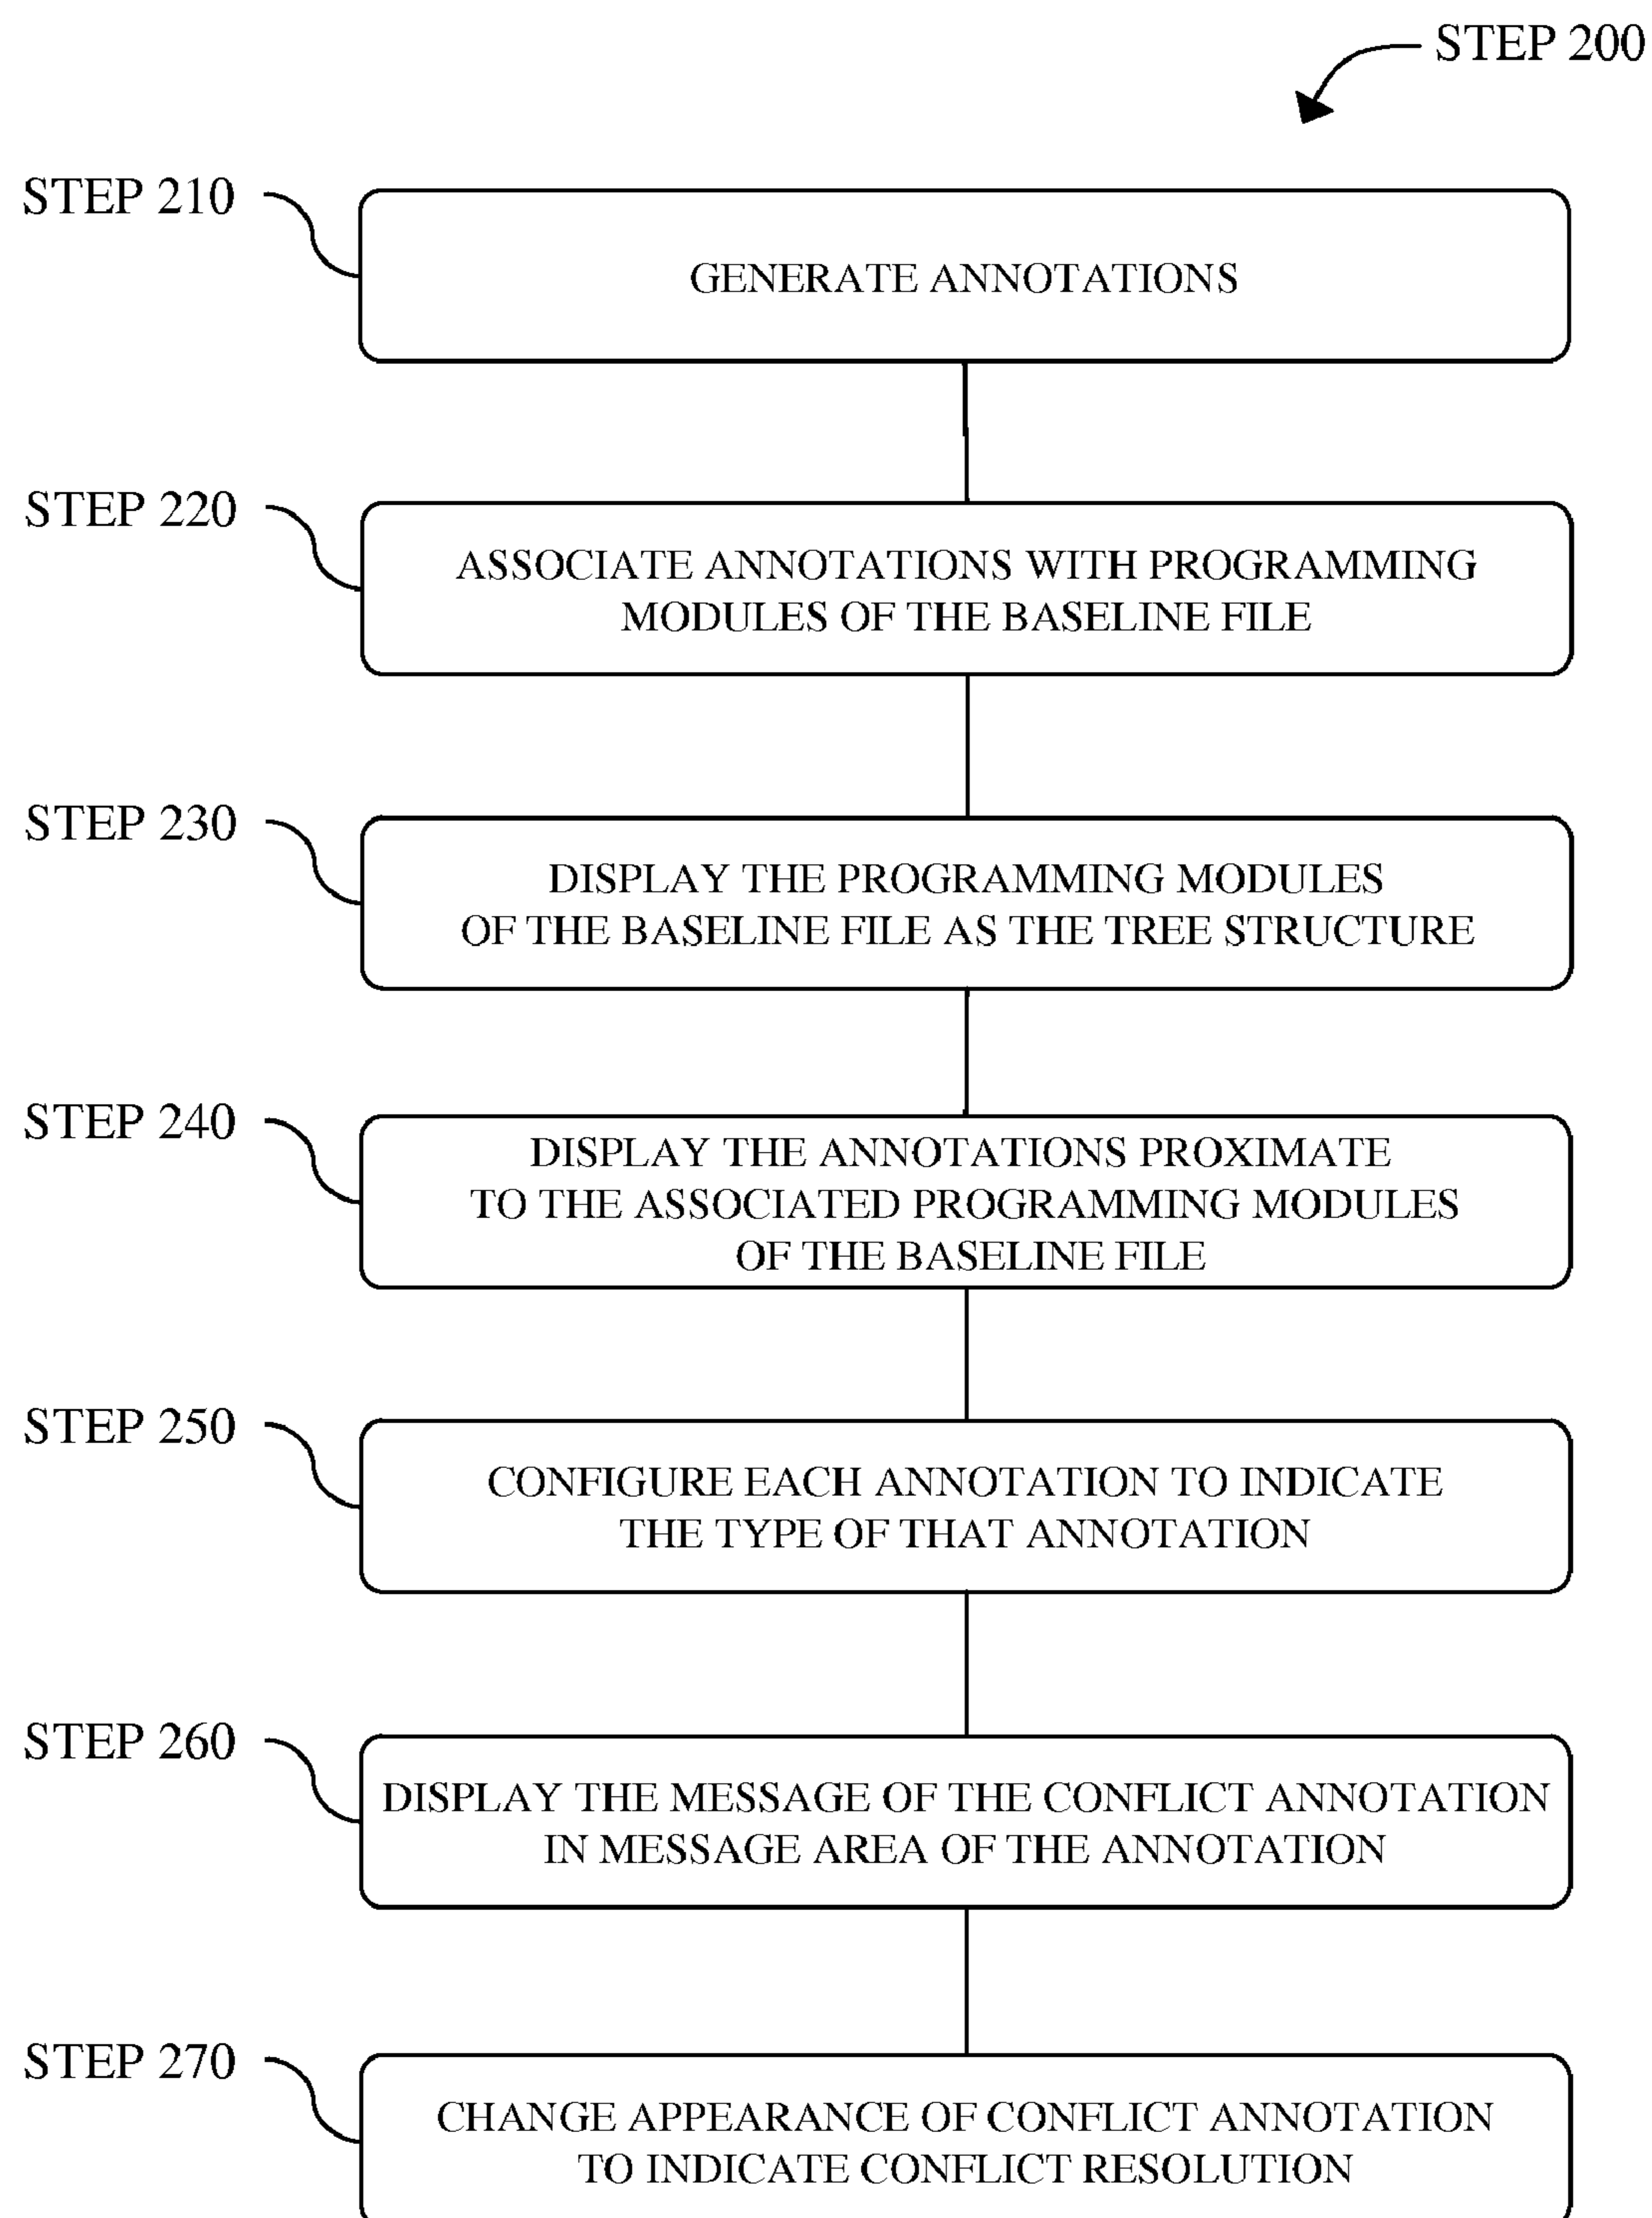 STEP 200
STEP 210
GENERATE ANNOTATIONS
STEP 220
ASSOCIATE ANNOTATIONS WITH PROGRAMMING
MODULES OF THE BASELINE FILE
STEP 230
DISPLAY THE PROGRAMMING MODULES
OF THE BASELINE FILE AS THE TREE STRUCTURE
STEP 240
DISPLAY THE ANNOTATIONS PROXIMATE
TO THE ASSOCIATED PROGRAMMING MODULES
OF THE BASELINE FILE
STEP 250
CONFIGURE EACH ANNOTATION TO INDICATE
THE TYPE OF THAT ANNOTATION
STEP 260
DISPLAY THE MESSAGE OF THE CONFLICT ANNOTATION
IN MESSAGE AREA OF THE ANNOTATION
STEP 270
CHANGE APPEARANCE OF CONFLICT ANNOTATION
TO INDICATE CONFLICT RESOLUTION